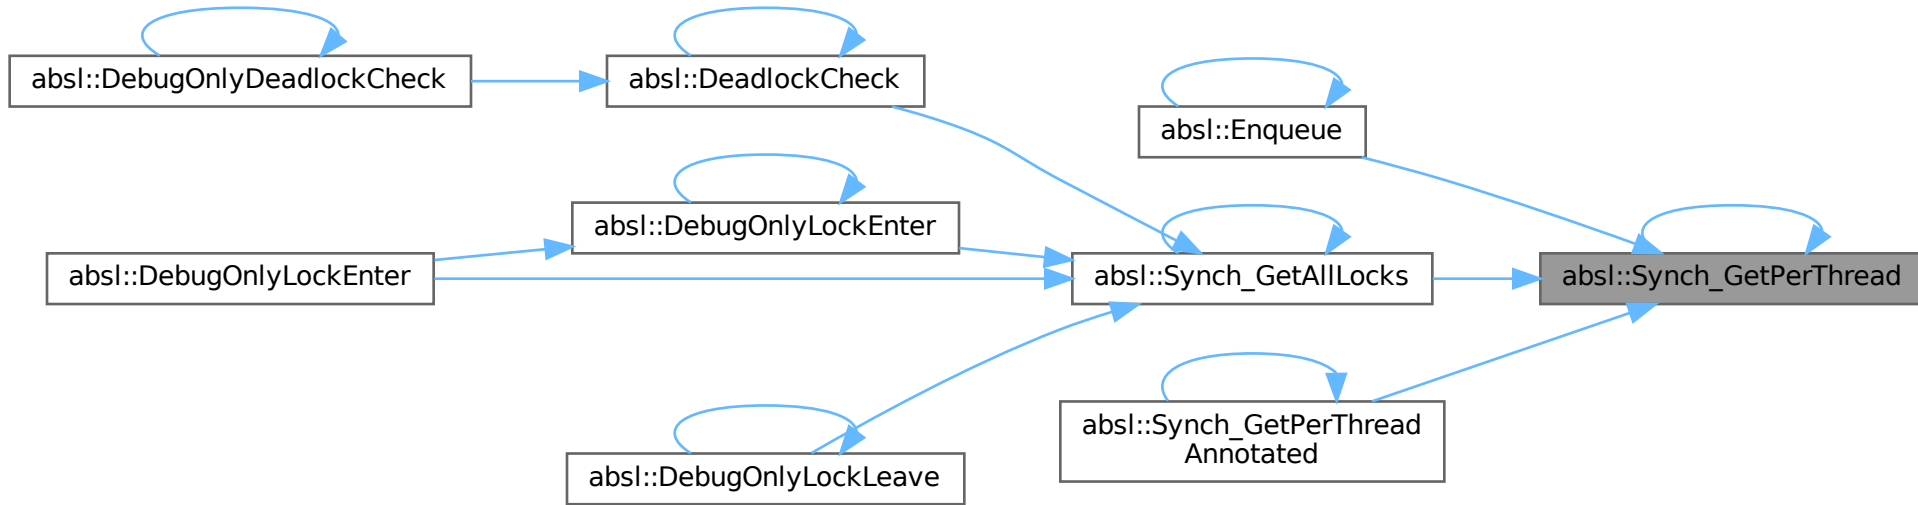 absl::DebugOnlyDeadlockCheck
absl::DeadlockCheck
absl::Enqueue
absl::DebugOnlyLockEnter
absl::DebugOnlyLockEnter
absl::Synch_GetAllLocks
absl::Synch_GetPerThread
absl::Synch_GetPerThread
Annotated
absl::DebugOnlyLockLeave